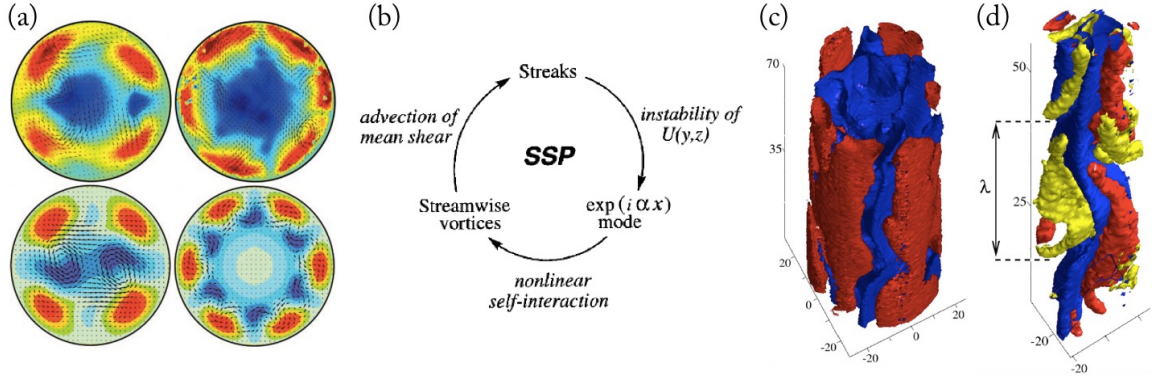 (a)
(b)
Streaks
advection of
mean shear
instability of
U(y,z)
SSP
Streamwise
vortices
exp(iαx)
mode
nonlinear
self-interaction
(c)
70
35
20
0
-20
-20
0
20
(d)
50
λ
25
-20
-20